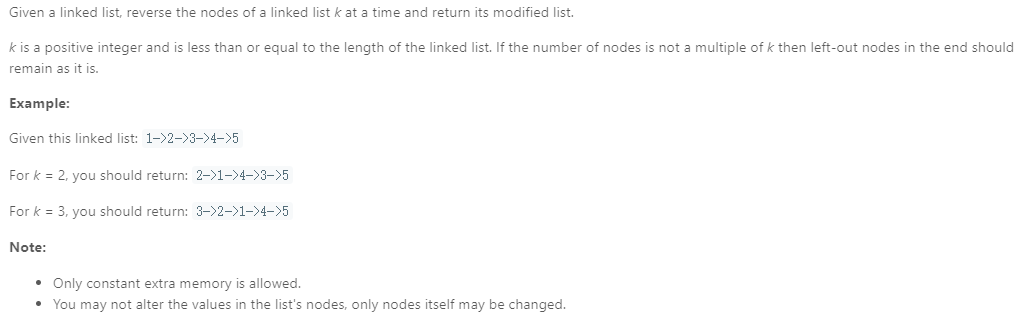 Given a linked list, reverse the nodes of a linked list k at a time and return its modified list.
k is a positive integer and is less than or equal to the length of the linked list. If the number of nodes is not a multiple of k then left-out nodes in the end should
remain as it is.
Example:
Given this linked list: 1->2->3->4->5
For k = 2, you should return: 2->1->4->3->5
For k = 3, you should return: 3->2->1->4->5
Note:
• Only constant extra memory is allowed.
• You may not alter the values in the list's nodes, only nodes itself may be changed.